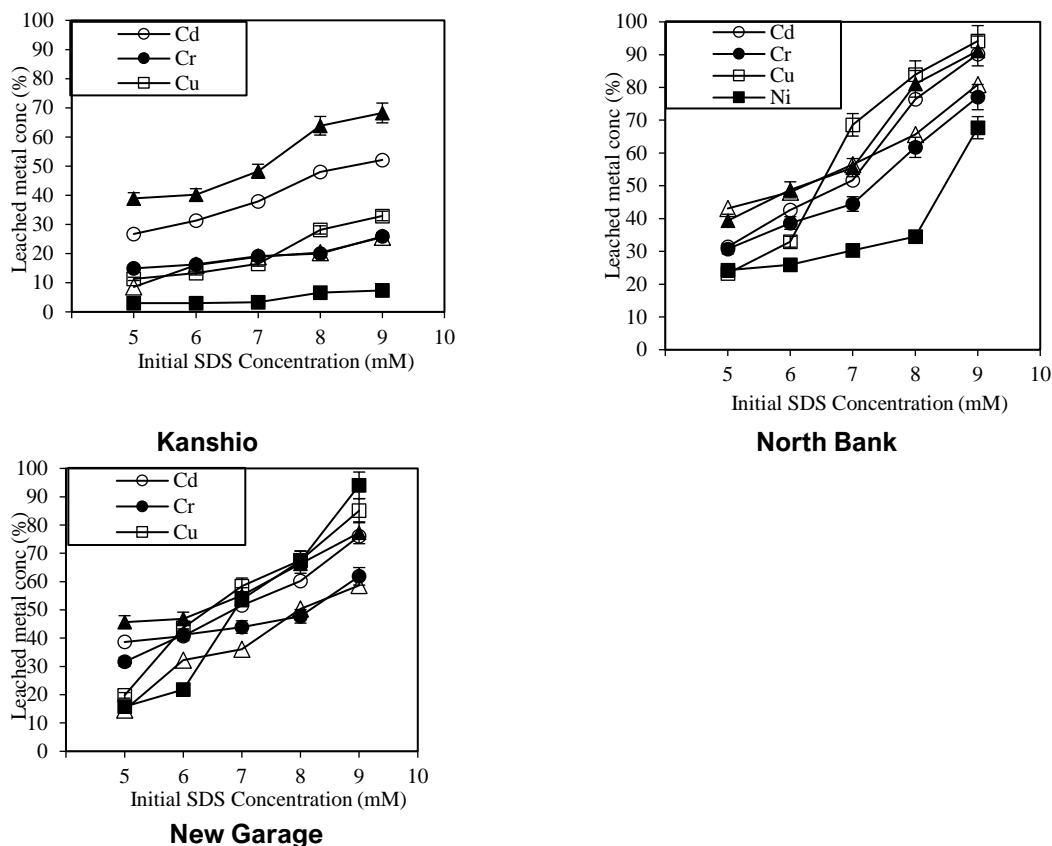 100
90
80
70
60
50
40
30
20
10
0
Leached metal conc (%)
Cd
Cr
Cu
5 6 7 8 9 10
Initial SDS Concentration (mM)
Kanshio
100
90
80
70
60
50
40
30
20
10
0
Leached metal conc (%)
Cd
Cr
Cu
Ni
5 6 7 8 9 10
Initial SDS Concentration (mM)
North Bank
100
90
80
70
60
50
40
30
20
10
0
Leached metal conc (%)
Cd
Cr
Cu
5 6 7 8 9 10
Initial SDS Concentration (mM)
New Garage